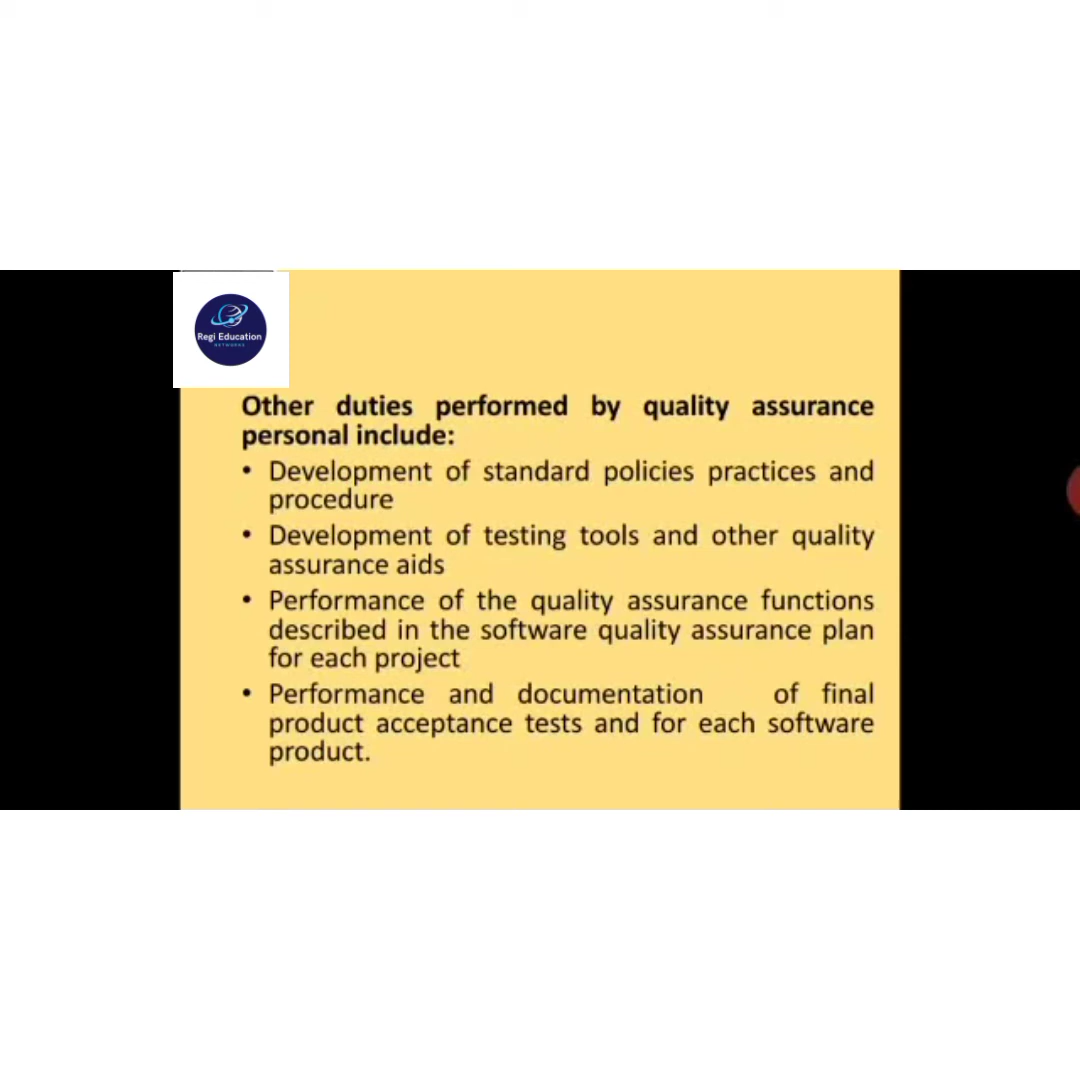 Regi Education
NETWORKS
Other duties performed by quality assurance
personal include:
• Development of standard policies practices and
procedure
• Development of testing tools and other quality
assurance aids
• Performance of the quality assurance functions
described in the software quality assurance plan
for each project
• Performance and documentation of final
product acceptance tests and for each software
product.